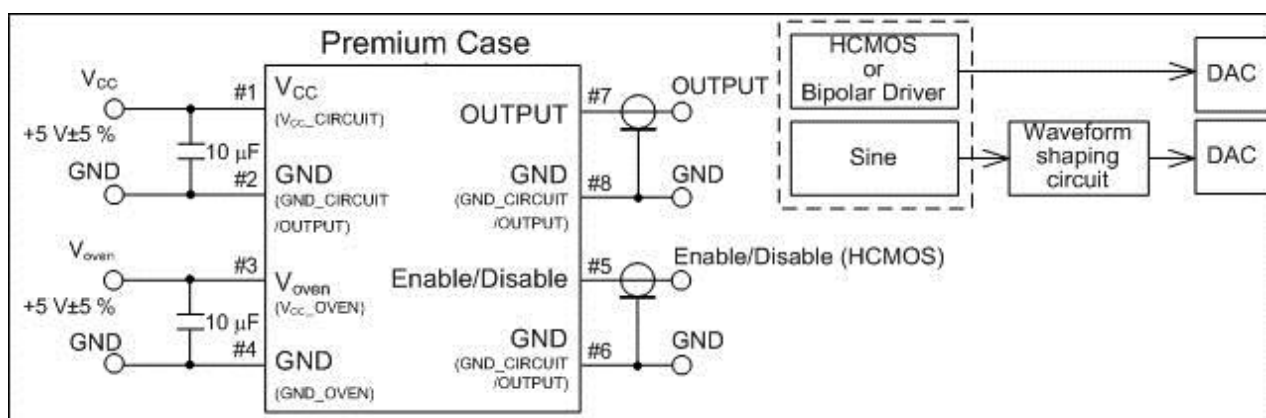 Premium Case
VCC
+5 V±5 %
10 µF
GND
#1
#2
VCC
(VCC_CIRCUIT)
GND
(GND_CIRCUIT
/OUTPUT)
Voven
+5 V±5 %
10 µF
GND
#3
#4
Voven
(VCC_OVEN)
GND
(GND_OVEN)
OUTPUT
#7
OUTPUT
GND
(GND_CIRCUIT
/OUTPUT)
#8
GND
Enable/Disable
#5
Enable/Disable (HCMOS)
GND
(GND_CIRCUIT
/OUTPUT)
#6
GND
HCMOS
or
Bipolar Driver
DAC
Sine
Waveform
shaping
circuit
DAC